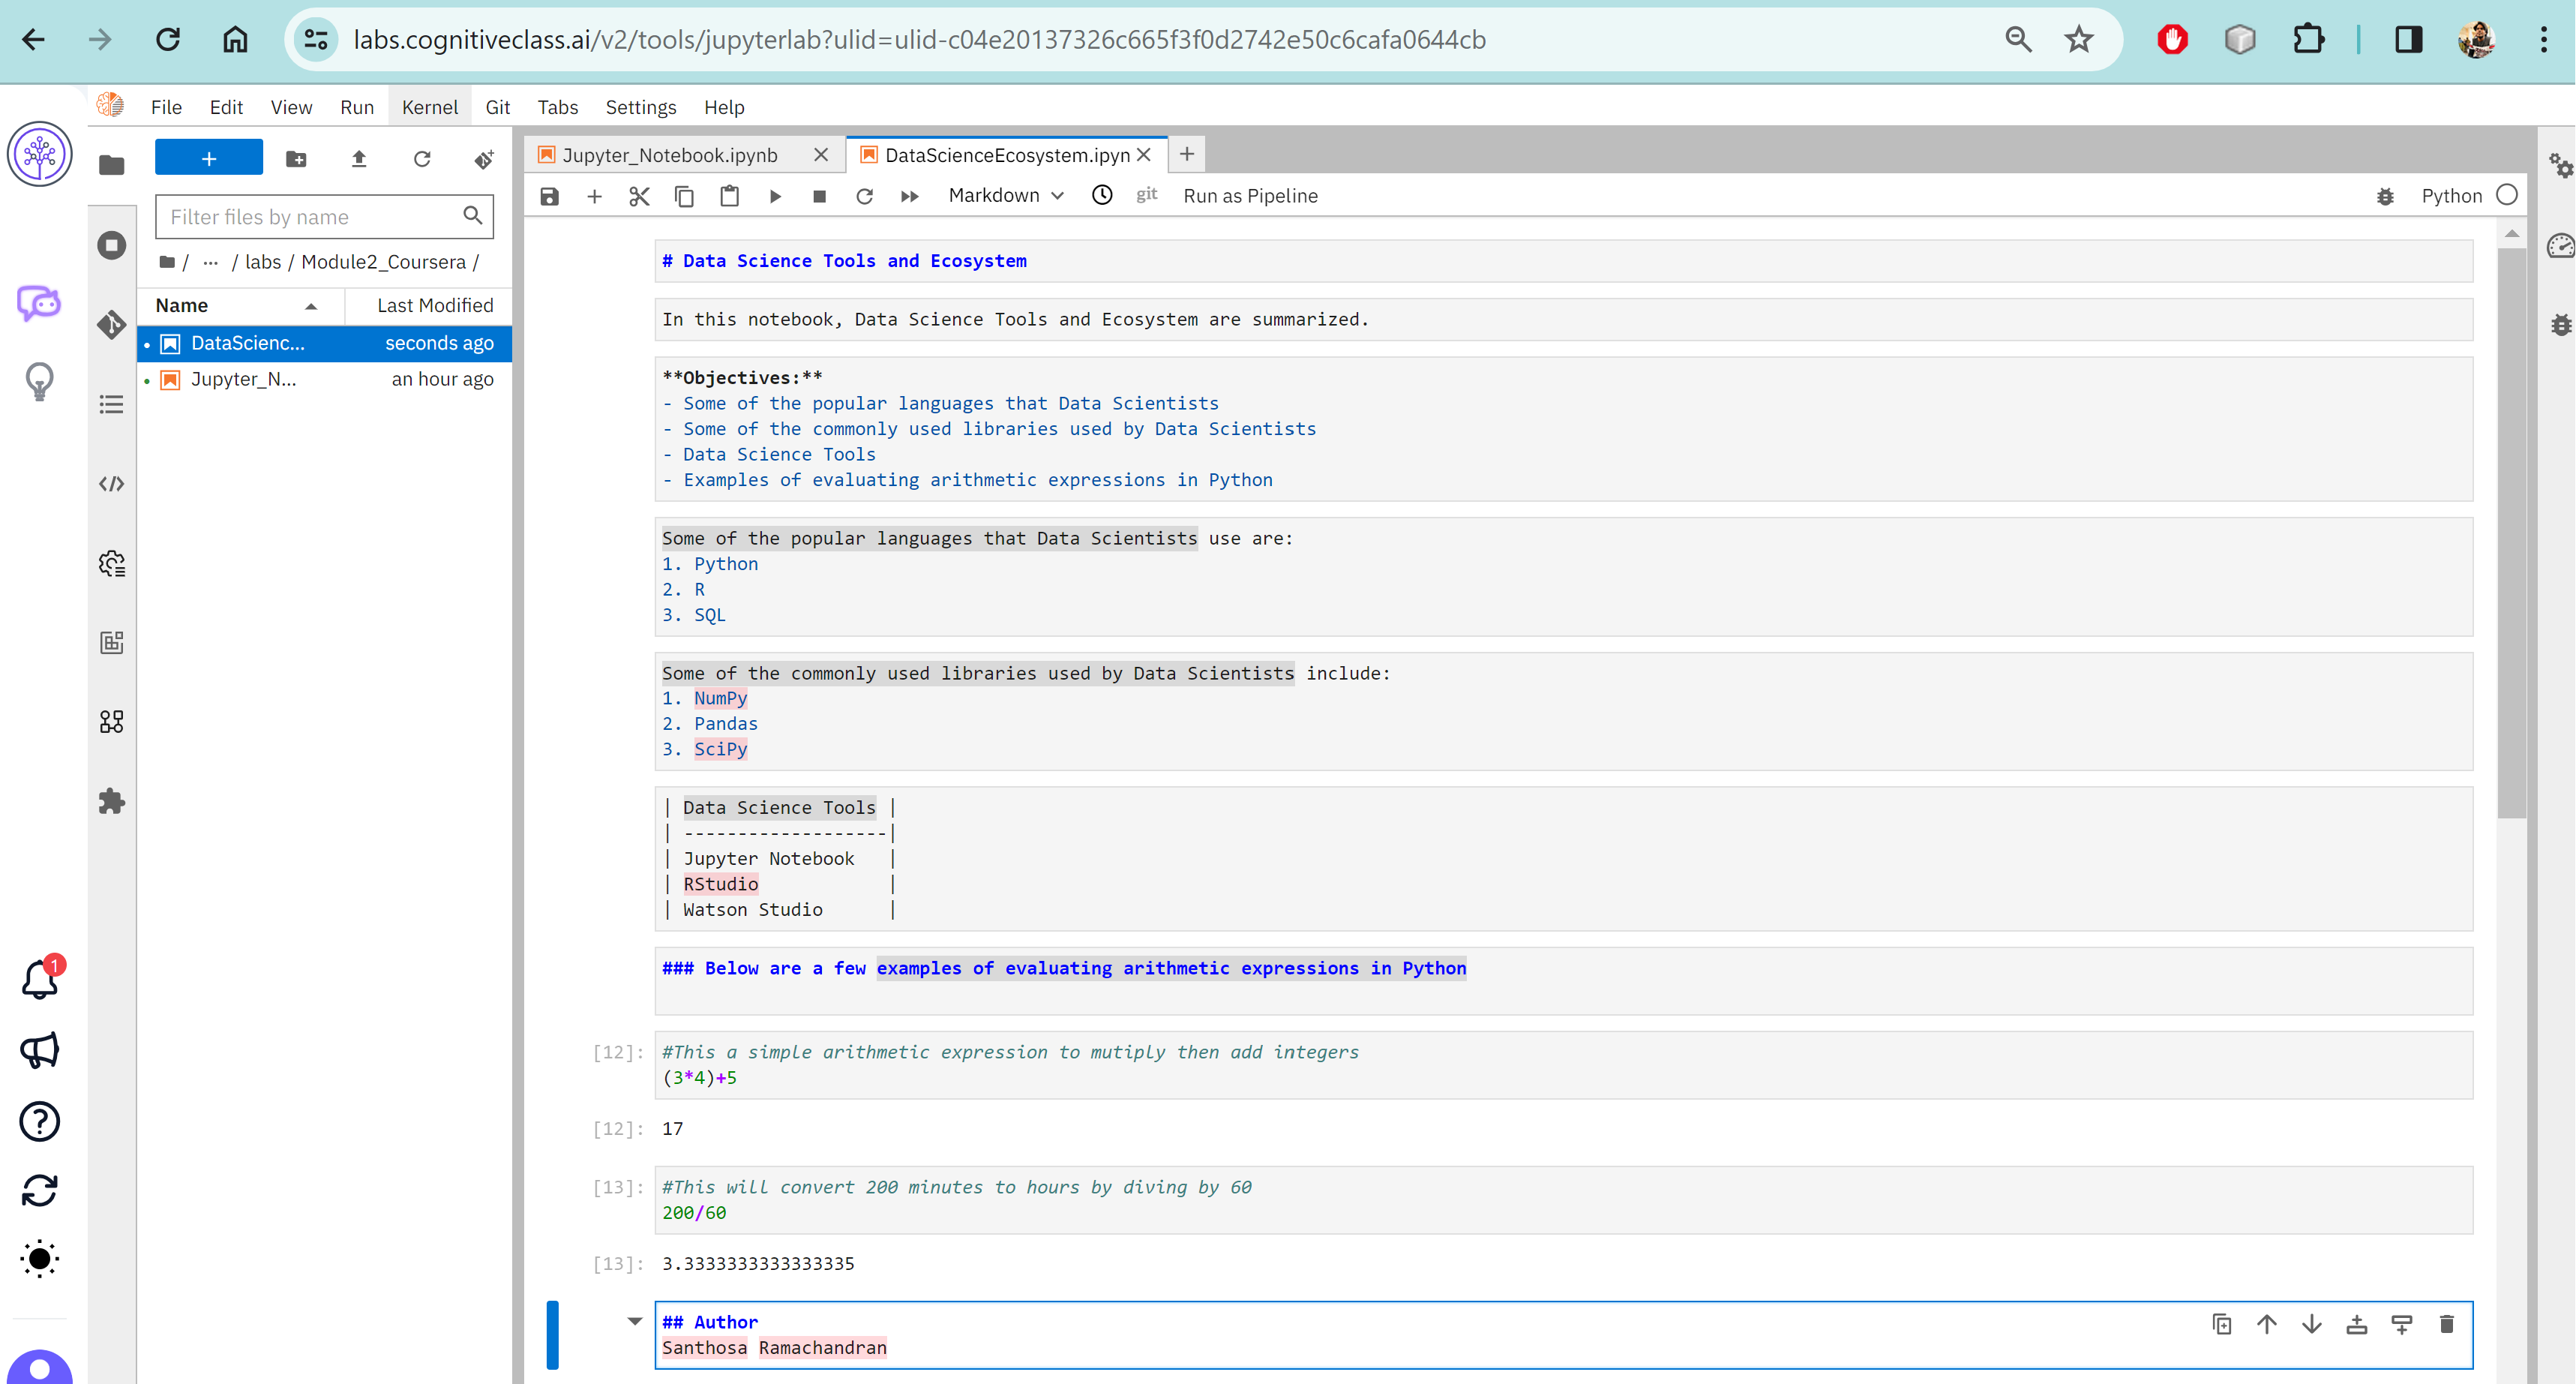 labs.cognitiveclass.ai/v2/tools/jupyterlab?ulid=ulid-c04e20137326c665f3f0d2742e50c6cafa0644cb
File Edit View Run Kernel Git Tabs Settings Help
+
Filter files by name
/ ... / labs / Module2_Coursera /
Name Last Modified
DataScienc... seconds ago
Jupyter_N... an hour ago
Jupyter_Notebook.ipynb
DataScienceEcosystem.ipyn
Markdown git Run as Pipeline Python
# Data Science Tools and Ecosystem
In this notebook, Data Science Tools and Ecosystem are summarized.
**Objectives:**
- Some of the popular languages that Data Scientists
- Some of the commonly used libraries used by Data Scientists
- Data Science Tools
- Examples of evaluating arithmetic expressions in Python
Some of the popular languages that Data Scientists use are:
1. Python
2. R
3. SQL
Some of the commonly used libraries used by Data Scientists include:
1. NumPy
2. Pandas
3. SciPy
| Data Science Tools |
| -------------------|
| Jupyter Notebook   |
| RStudio            |
| Watson Studio      |
### Below are a few examples of evaluating arithmetic expressions in Python
[12]: #This a simple arithmetic expression to mutiply then add integers
(3*4)+5
[12]: 17
[13]: #This will convert 200 minutes to hours by diving by 60
200/60
[13]: 3.3333333333333335
## Author
Santhosa Ramachandran
1